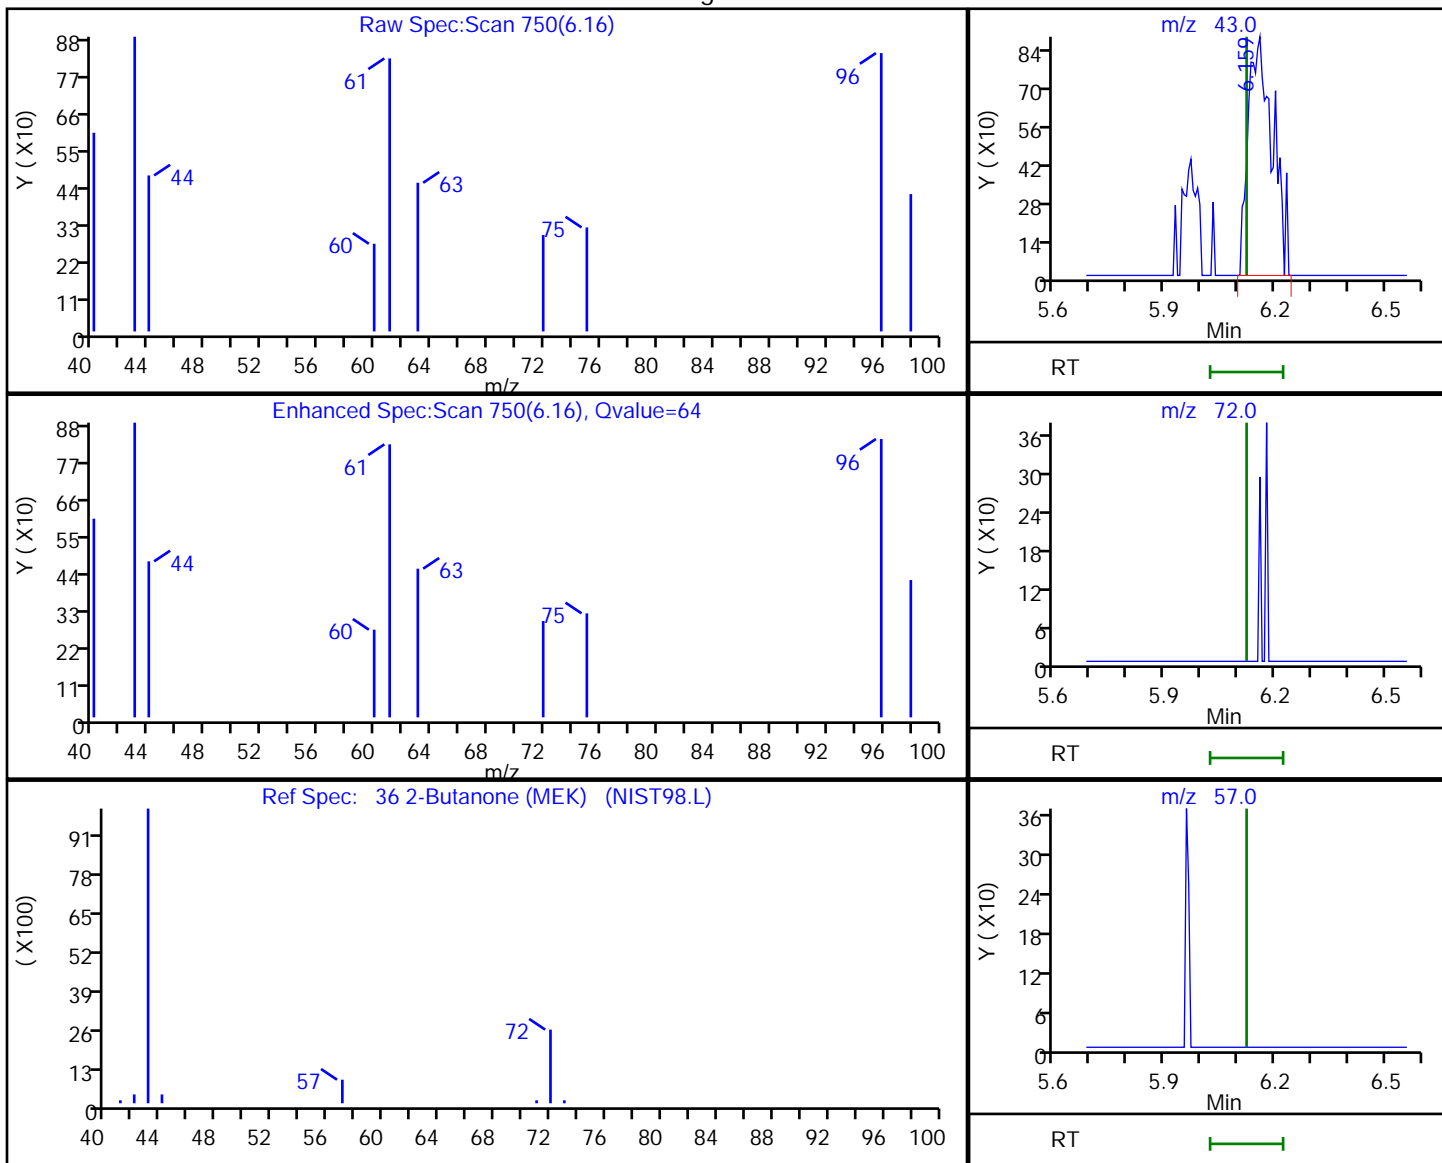 Raw Spec:Scan 750(6.16)
Y ( X10)
88
77
66
55
44
33
22
11
0
61
96
44
63
60
75
40 44 48 52 56 60 64 68 72 76 80 84 88 92 96 100
m/z
m/z 43.0
Y ( X10)
84
70
56
42
28
14
0
6.159
5.6 5.9 6.2 6.5
Min
RT
Enhanced Spec:Scan 750(6.16), Qvalue=64
Y ( X10)
88
77
66
55
44
33
22
11
0
61
96
44
63
60
75
40 44 48 52 56 60 64 68 72 76 80 84 88 92 96 100
m/z
m/z 72.0
Y ( X10)
36
30
24
18
12
6
0
5.6 5.9 6.2 6.5
Min
RT
Ref Spec: 36 2-Butanone (MEK) (NIST98.L)
( X100)
91
78
65
52
39
26
13
0
72
57
40 44 48 52 56 60 64 68 72 76 80 84 88 92 96 100
m/z 57.0
Y ( X10)
36
30
24
18
12
6
0
5.6 5.9 6.2 6.5
Min
RT